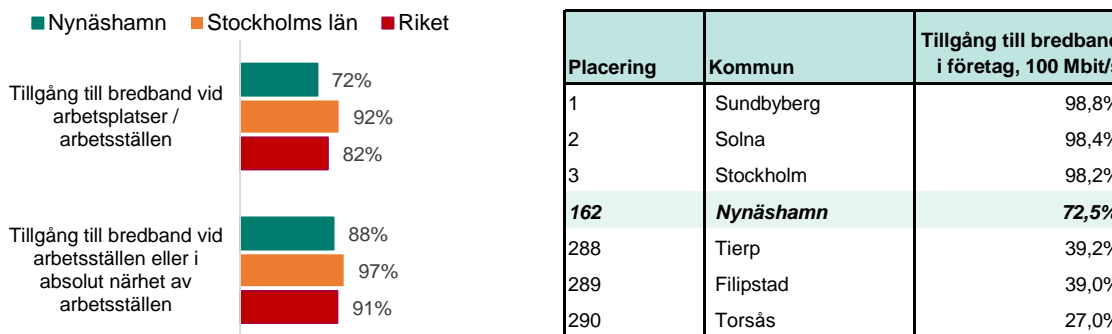 Nynäshamn Stockholms län Riket
Tillgång till bredband vid
arbetsplatser /
arbetsställen
72%
92%
82%
Tillgång till bredband vid
arbetsställen eller i
absolut närhet av
arbetsställen
88%
97%
91%
Tillgång till bredband
Placering Kommun i företag, 100 Mbit/s
1 Sundbyberg 98,8%
2 Solna 98,4%
3 Stockholm 98,2%
162 Nynäshamn 72,5%
288 Tierp 39,2%
289 Filipstad 39,0%
290 Torsås 27,0%